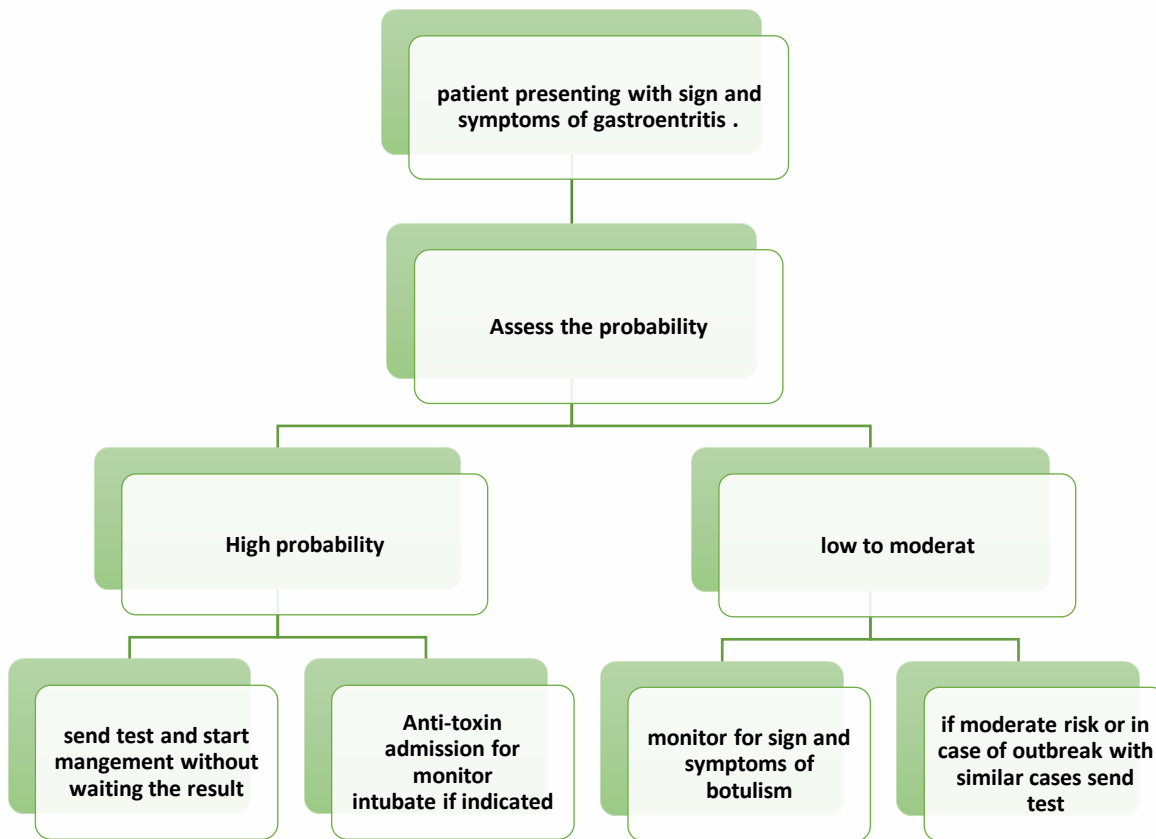 patient presenting with sign and
symptoms of gastroentritis .
Assess the probability
High probability
low to moderat
send test and start
mangement without
waiting the result
Anti-toxin
admission for
monitor
intubate if indicated
monitor for sign and
symptoms of
botulism
if moderate risk or in
case of outbreak with
similar cases send
test